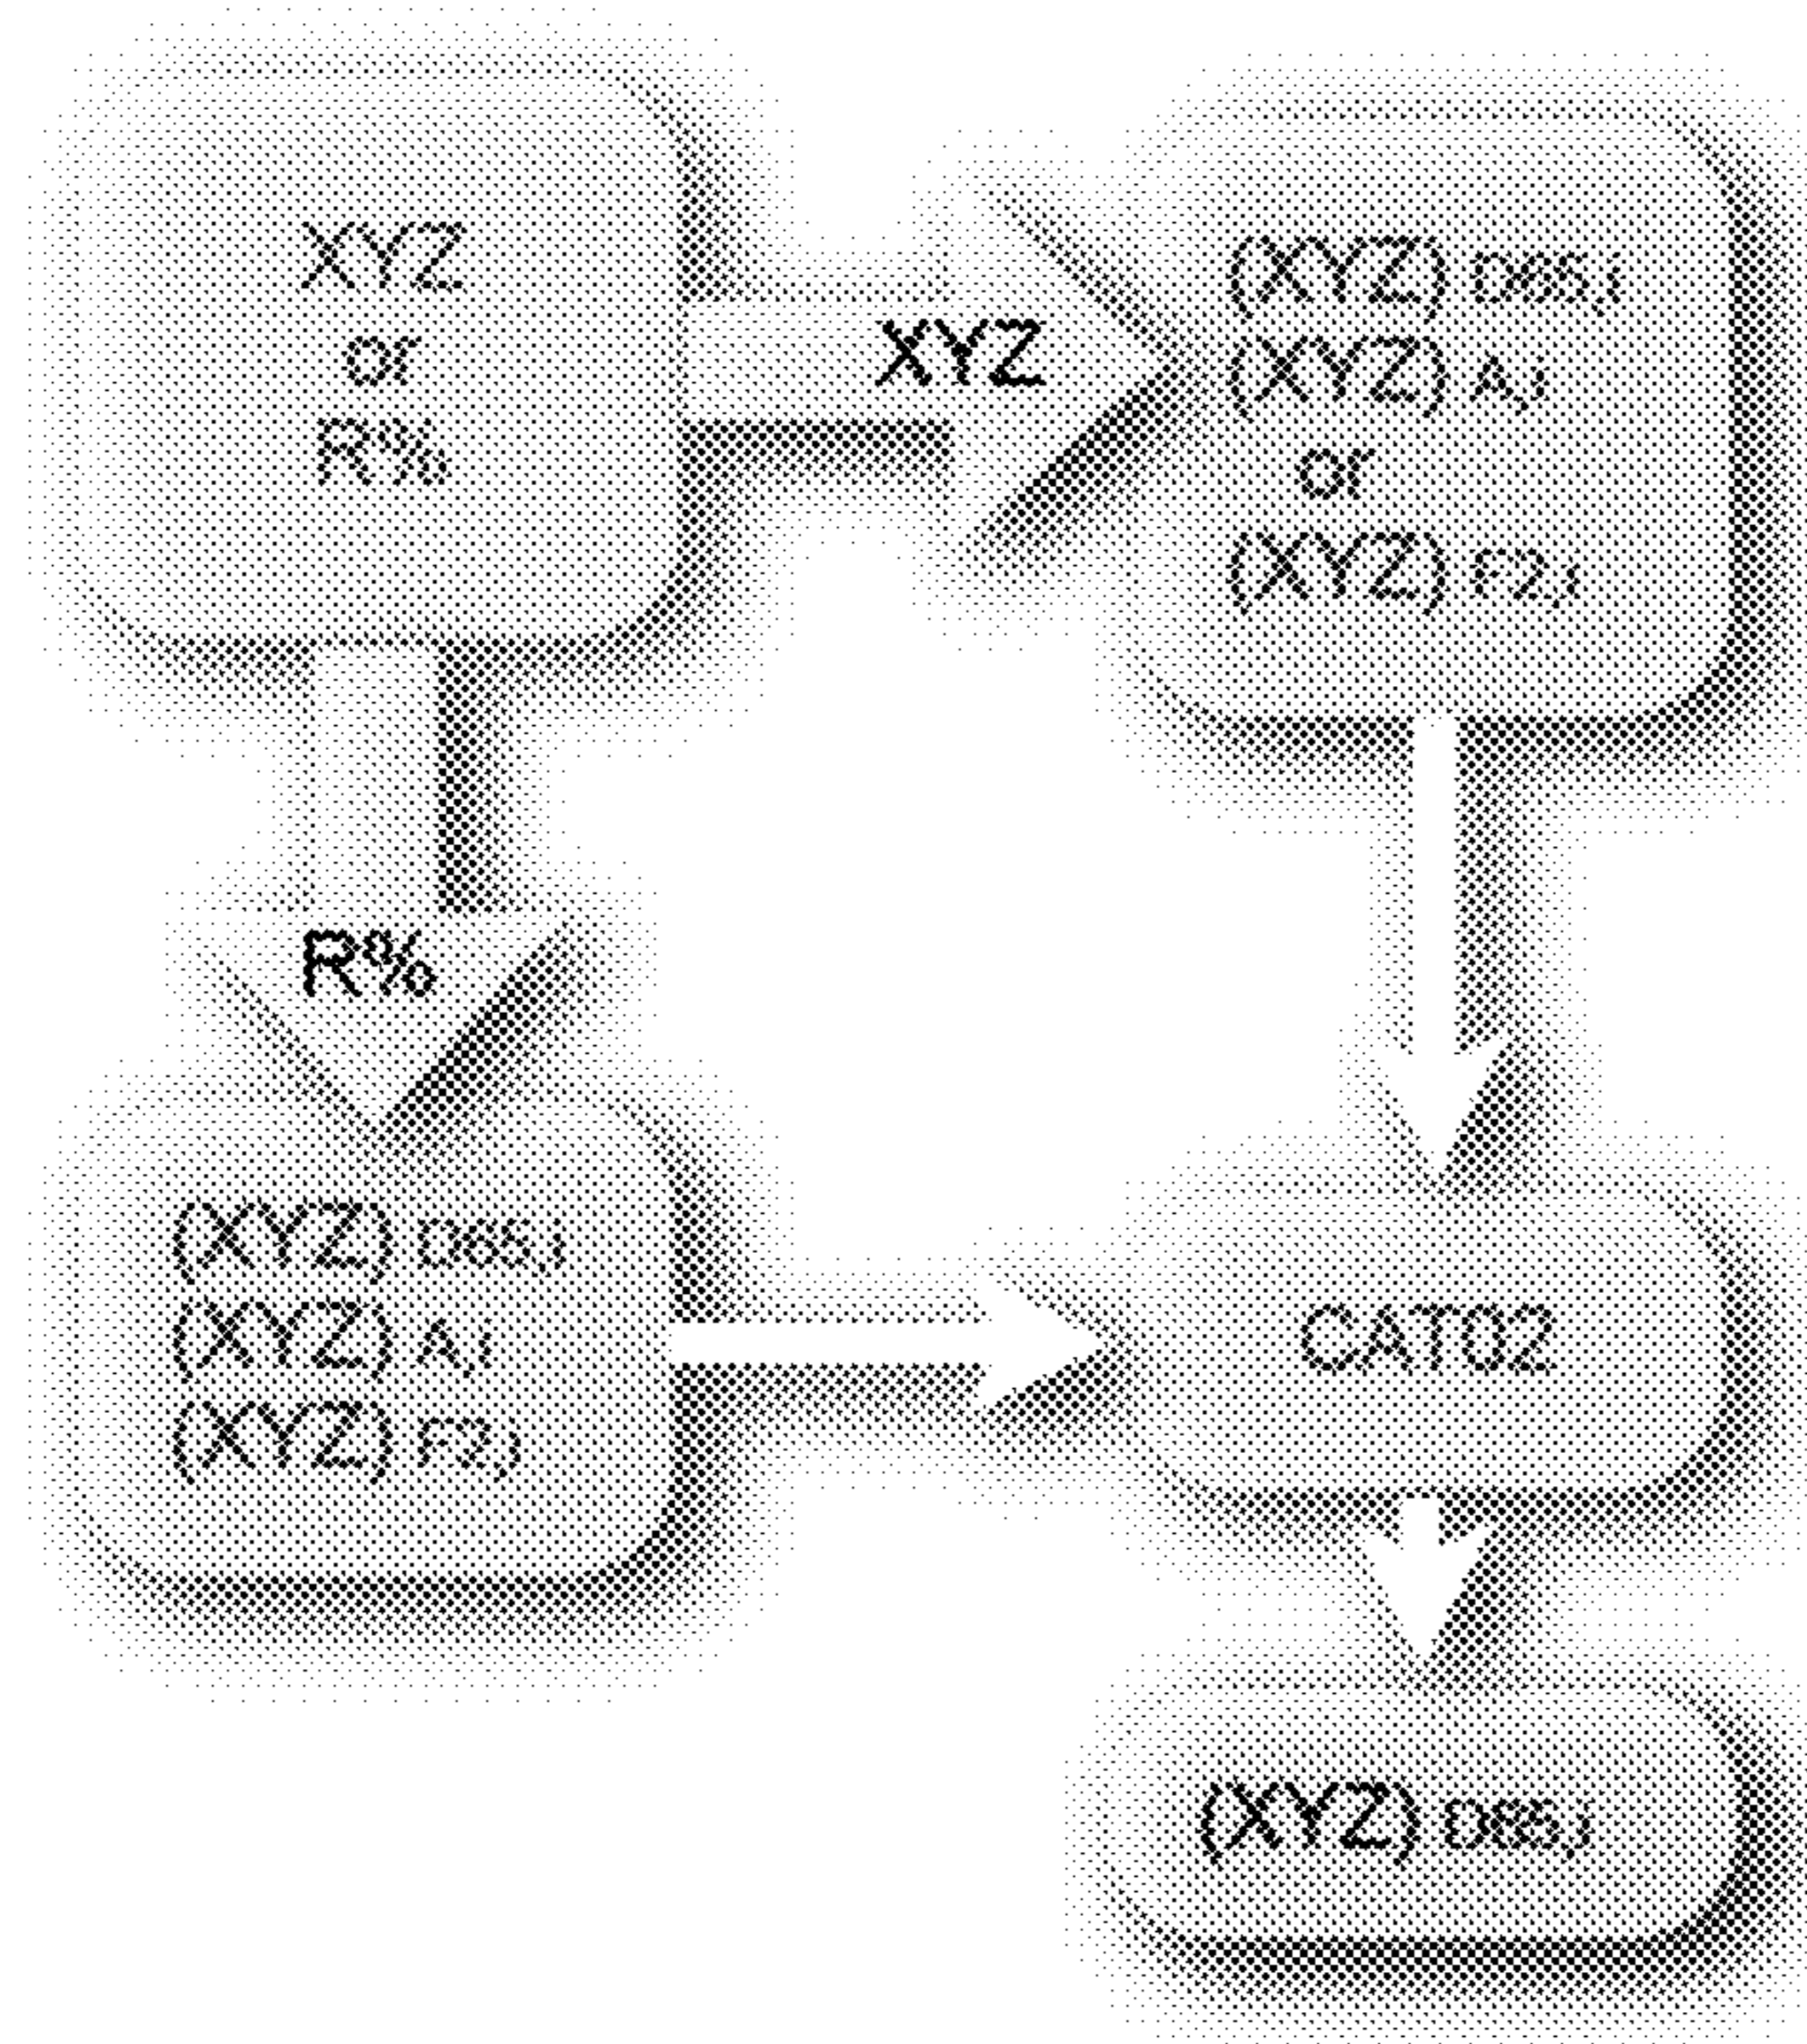 XYZ
or
R%
XYZ
(XYZ) D65,i
(XYZ) A,i
or
(XYZ) F2,i
R%
(XYZ) D65,i
(XYZ) A,i
(XYZ) F2,i
CAT02
(XYZ) D65,i